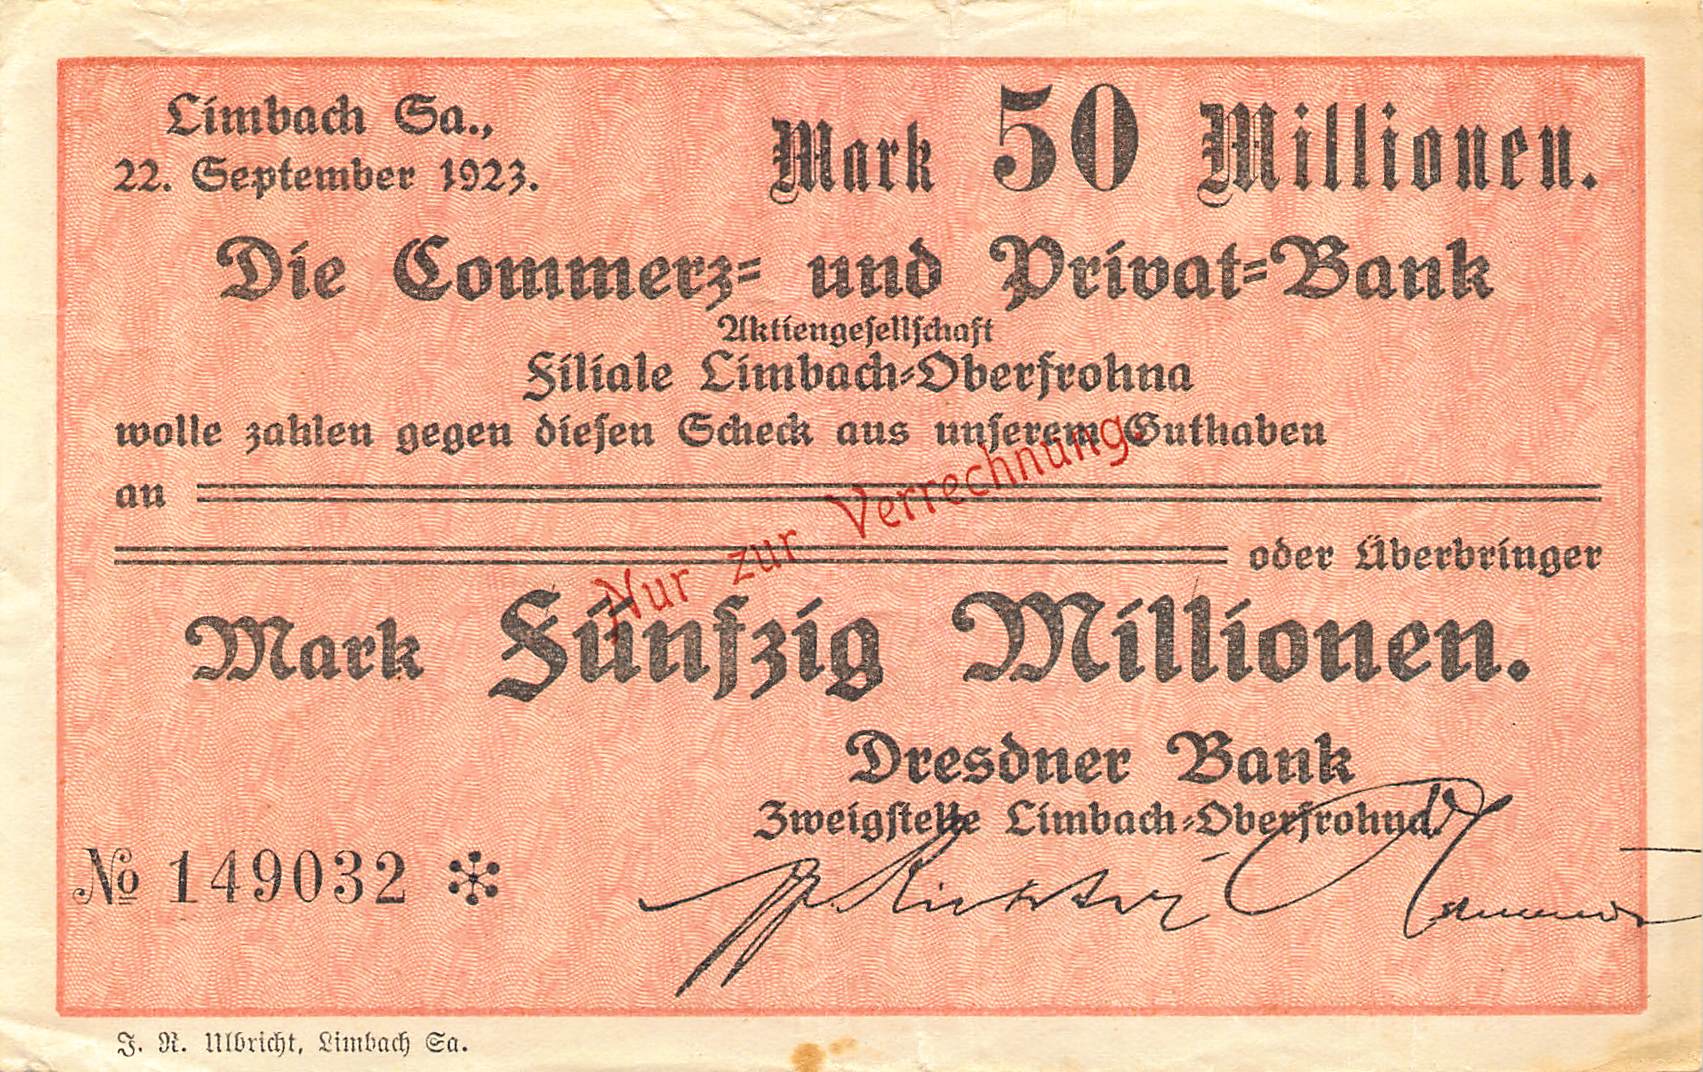 Limbach Sa.,
22. September 1923.
Mark 50 Millionen.
Die Commerz- und Privat-Bank
Aktiengesellschaft
Filiale Limbach-Oberfrohna
wolle zahlen gegen diesen Scheck aus unserem Guthaben
an
oder Überbringer
Nur zur Verrechnung.
Mark Fünfzig Millionen.
Dresdner Bank
Zweigstelle Limbach-Oberfrohna.
№ 149032 *
J. R. Ulbricht, Limbach Sa.